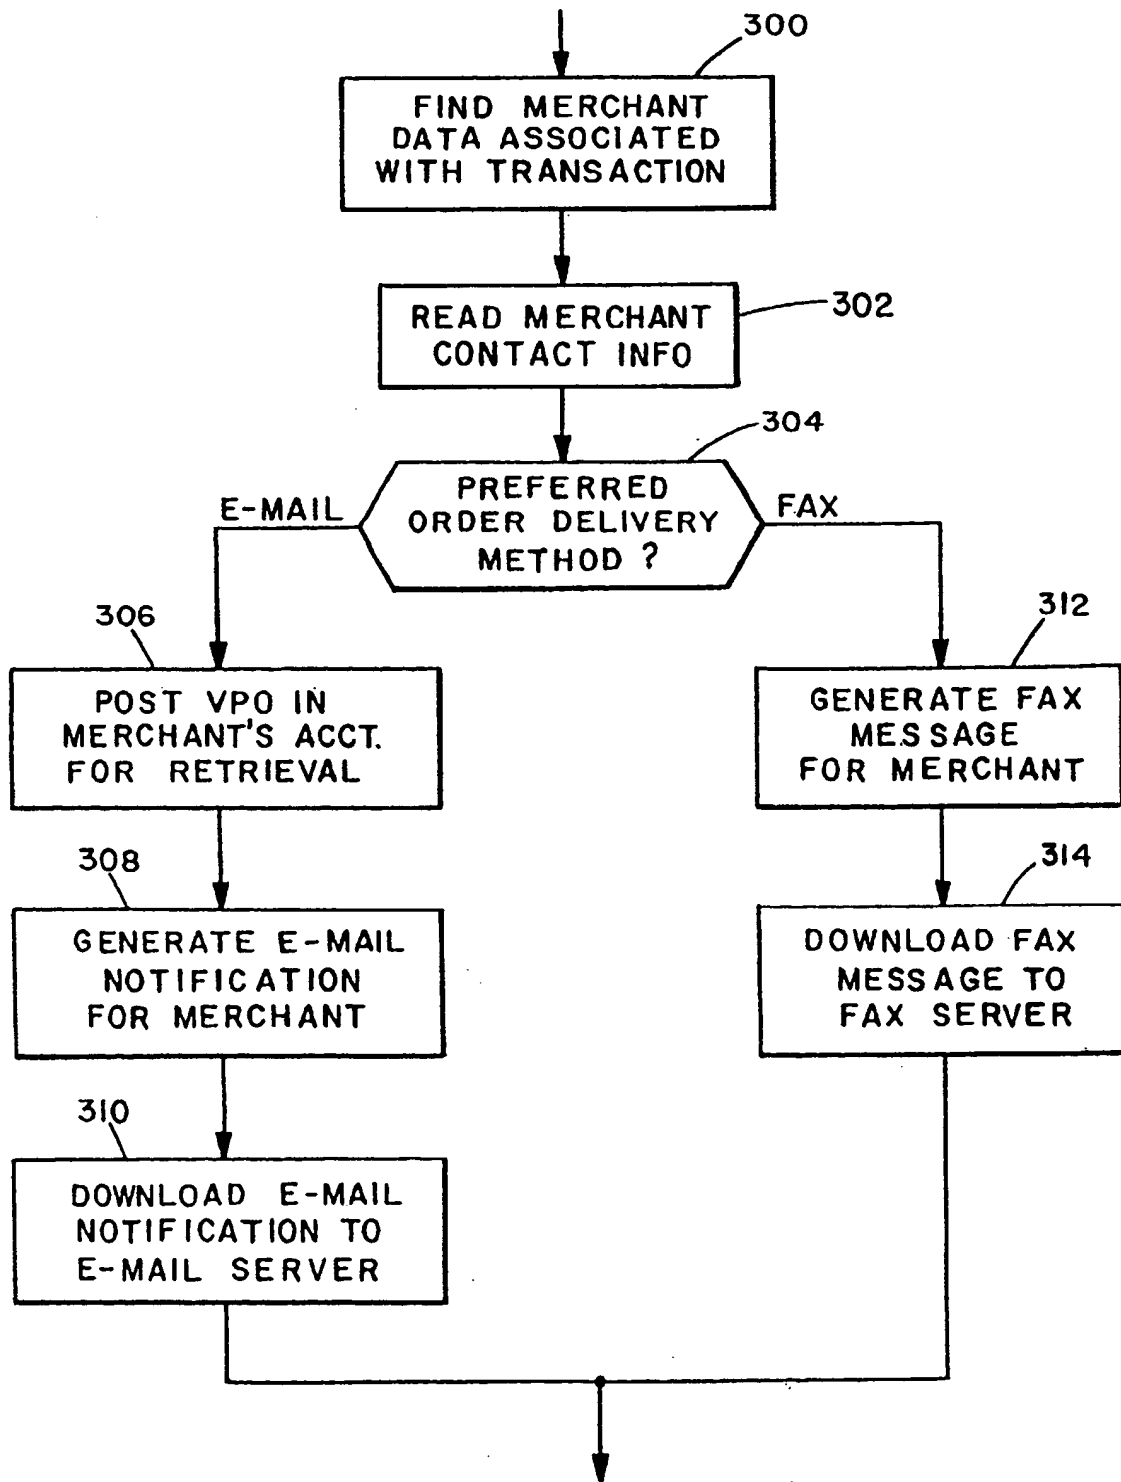 300
FIND MERCHANT
DATA ASSOCIATED
WITH TRANSACTION
302
READ MERCHANT
CONTACT INFO
304
PREFERRED
ORDER DELIVERY
METHOD ?
E-MAIL
FAX
306
POST VPO IN
MERCHANT'S ACCT.
FOR RETRIEVAL
308
GENERATE E-MAIL
NOTIFICATION
FOR MERCHANT
310
DOWNLOAD E-MAIL
NOTIFICATION TO
E-MAIL SERVER
312
GENERATE FAX
MESSAGE
FOR MERCHANT
314
DOWNLOAD FAX
MESSAGE TO
FAX SERVER